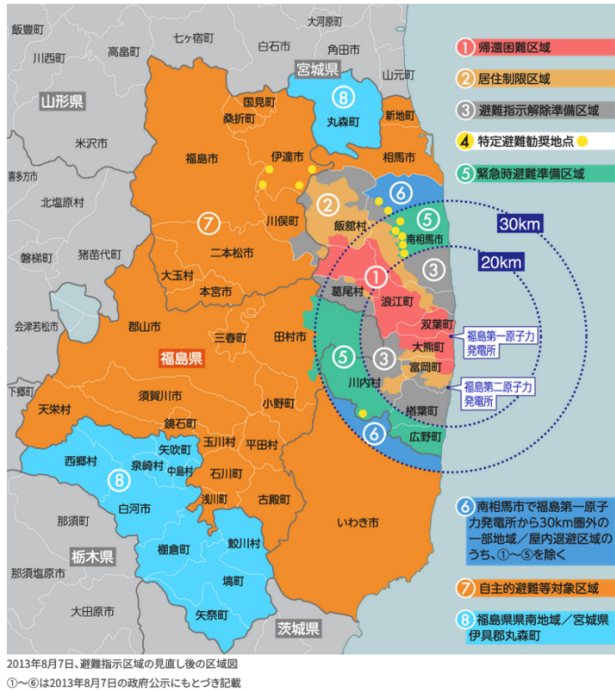 大河原町
飯豊町
七ヶ宿町
高畠町
川西町
白石市
角田市
宮城県
山元町
山形県
国見町
桑折町
⑧
丸森町
新地町
米沢市
福島市
伊達市
相馬市
喜多方市
北塩原村
②
⑥
⑤
川俣町
飯舘村
南相馬市
⑦
30km
磐梯町
猪苗代町
二本松市
③
20km
大玉村
①
本宮市
葛尾村
浪江町
会津若松市
双葉町
郡山市
三春町
田村市
大熊町
福島第一原子力
発電所
福島県
⑤
③
富岡町
下郷町
川内村
福島第二原子力
発電所
須賀川市
小野町
楢葉町
天栄村
鏡石町
広野町
矢吹町
玉川村
平田村
⑥
西郷村
泉崎村
中島村
石川町
⑧
白河市
浅川町
古殿町
いわき市
那須町
鮫川村
栃木県
棚倉町
那須塩原市
塙町
矢祭町
大田原市
茨城県
① 帰還困難区域
② 居住制限区域
③ 避難指示解除準備区域
④ 特定避難勧奨地点
⑤ 緊急時避難準備区域
⑥ 南相馬市で福島第一原子
力発電所から30km圏外の
一部地域／屋内退避区域の
うち、①〜⑤を除く
⑦ 自主的避難等対象区域
⑧ 福島県県南地域／宮城県
伊具郡丸森町
2013年8月7日、避難指示区域の見直し後の区域図
①〜⑥は2013年8月7日の政府公示にもとづき記載